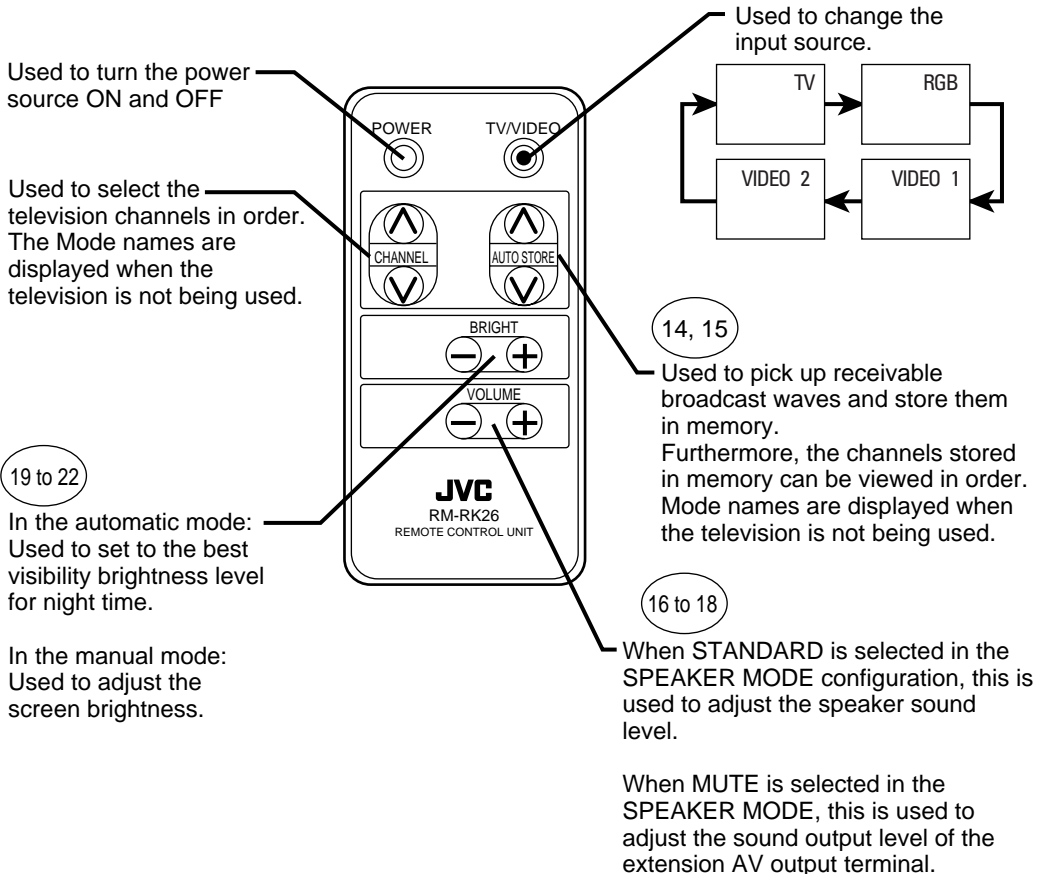 Used to change the
input source.
TV
RGB
VIDEO 2
VIDEO 1
Used to turn the power
source ON and OFF
POWER
TV/VIDEO
Used to select the
television channels in order.
The Mode names are
displayed when the
television is not being used.
CHANNEL
AUTO STORE
BRIGHT
VOLUME
JVC
RM-RK26
REMOTE CONTROL UNIT
14, 15
Used to pick up receivable
broadcast waves and store them
in memory.
Furthermore, the channels stored
in memory can be viewed in order.
Mode names are displayed when
the television is not being used.
19 to 22
In the automatic mode:
Used to set to the best
visibility brightness level
for night time.
In the manual mode:
Used to adjust the
screen brightness.
16 to 18
When STANDARD is selected in the
SPEAKER MODE configuration, this is
used to adjust the speaker sound
level.
When MUTE is selected in the
SPEAKER MODE, this is used to
adjust the sound output level of the
extension AV output terminal.